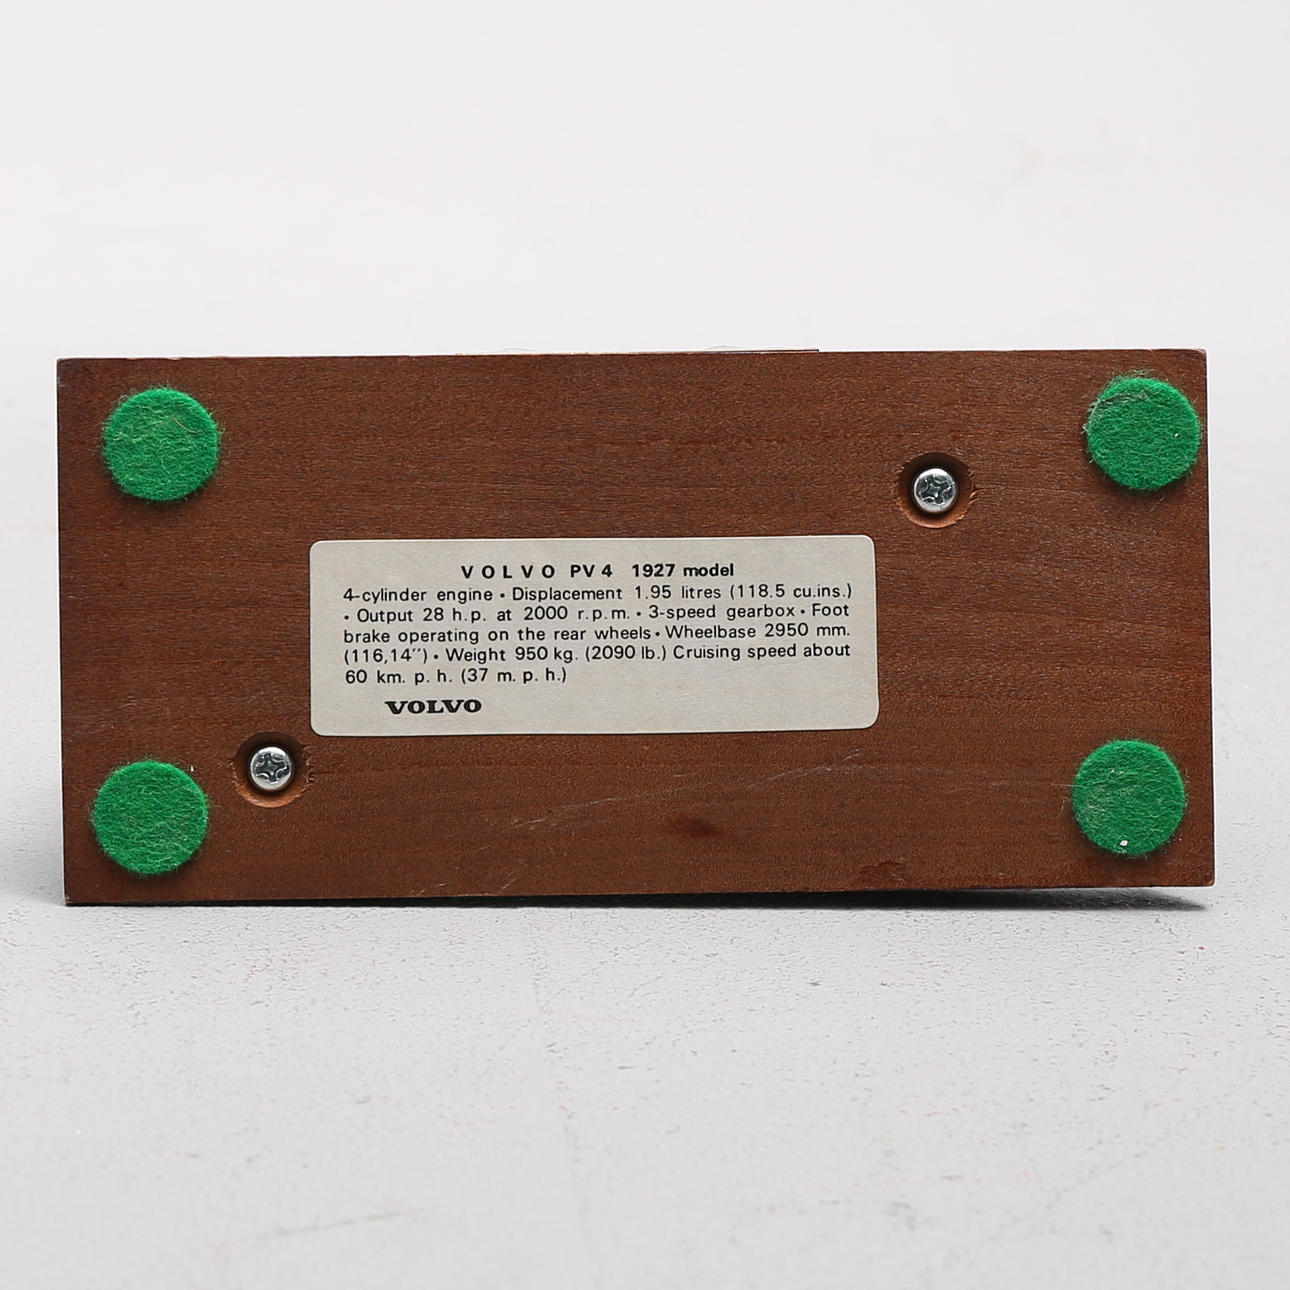 VOLVO PV4 1927 model
4-cylinder engine • Displacement 1.95 litres (118.5 cu.ins.)
• Output 28 h.p. at 2000 r.p.m. • 3-speed gearbox • Foot
brake operating on the rear wheels • Wheelbase 2950 mm.
(116,14″) • Weight 950 kg. (2090 lb.) Cruising speed about
60 km. p. h. (37 m. p. h.)
VOLVO